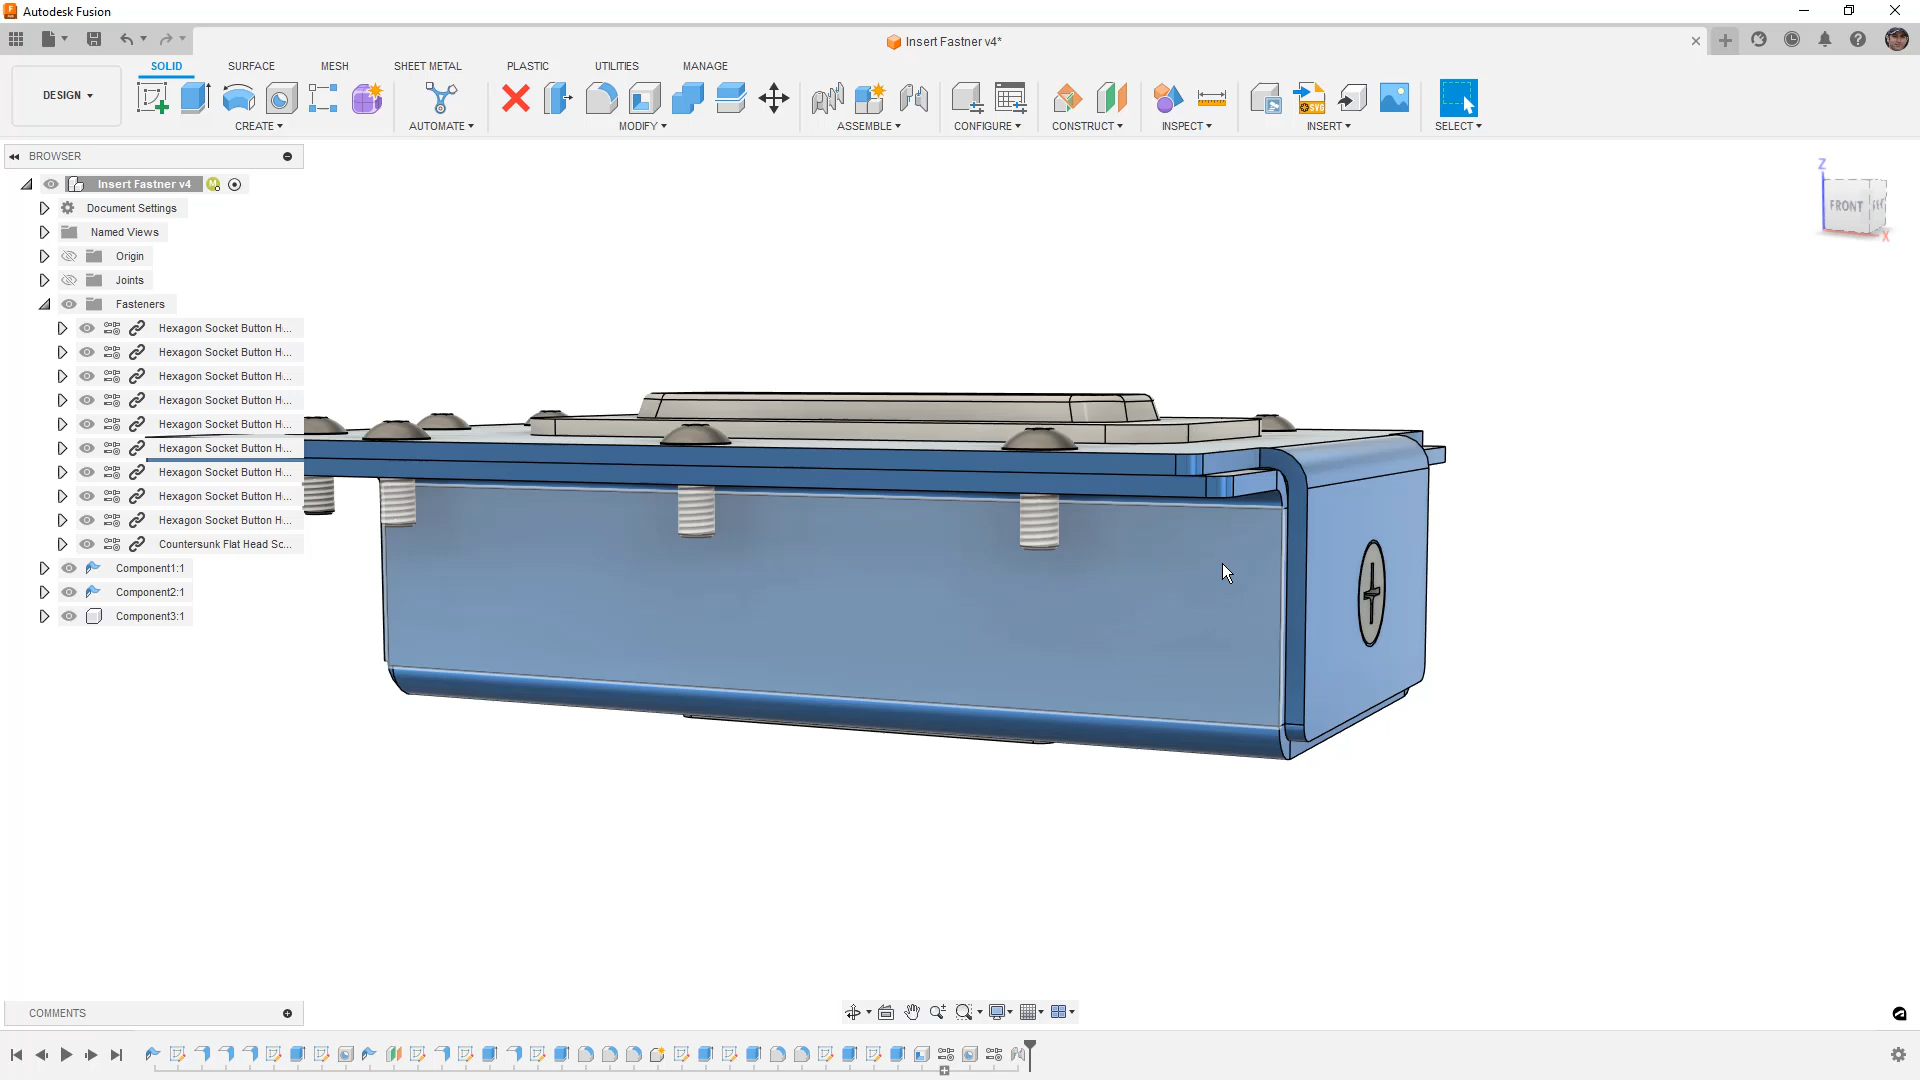 Autodesk Fusion
Insert Fastner v4*
DESIGN
SOLID
SURFACE
MESH
SHEET METAL
PLASTIC
UTILITIES
MANAGE
CREATE
AUTOMATE
MODIFY
ASSEMBLE
CONFIGURE
CONSTRUCT
INSPECT
INSERT
SELECT
BROWSER
Insert Fastner v4
Document Settings
Named Views
Origin
Joints
Fasteners
Hexagon Socket Button H...
Hexagon Socket Button H...
Hexagon Socket Button H...
Hexagon Socket Button H...
Hexagon Socket Button H...
Hexagon Socket Button H...
Hexagon Socket Button H...
Hexagon Socket Button H...
Hexagon Socket Button H...
Countersunk Flat Head Sc...
Component1:1
Component2:1
Component3:1
Z
FRONT
X
COMMENTS